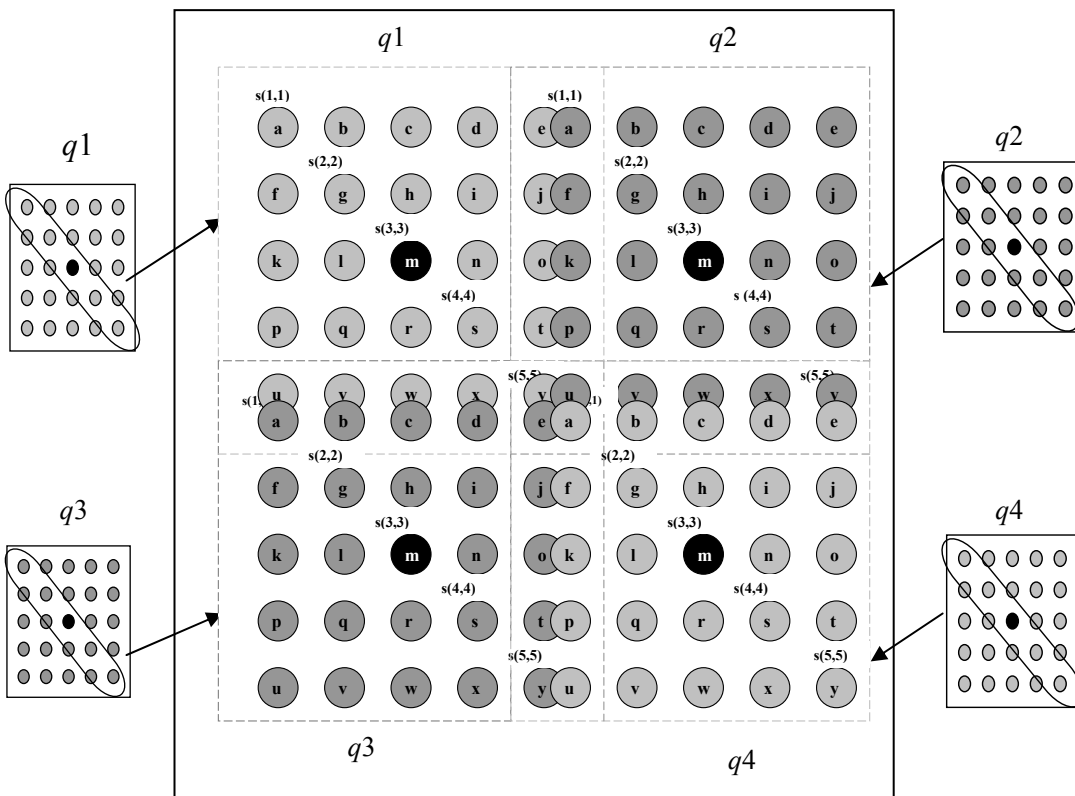 q1 q2
s(1,1) s(1,1)
a b c d e a b c d e
q1 q2
s(2,2) s(2,2)
f g h i j f g h i j
s(3,3) s(3,3)
k l m n o k l m n o
s(4,4) s (4,4)
p q r s t p q r s t
s(5,5) s(5,5)
u v w x y u v w x y
s(1, ,1)
a b c d e a b c d e
s(2,2) s(2,2)
f g h i j f g h i j
q3 q4
s(3,3) s(3,3)
k l m n o k l m n o
s(4,4) s(4,4)
p q r s t p q r s t
s(5,5) s(5,5)
u v w x y u v w x y
q3 q4